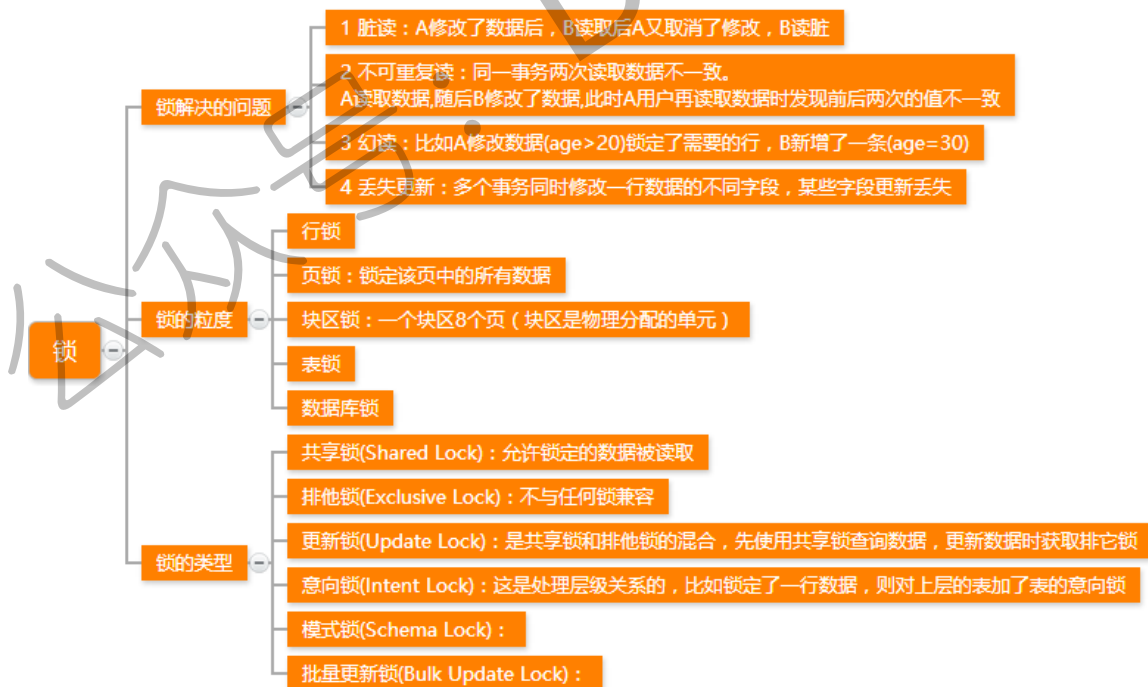 1 脏读：A修改了数据后，B读取后A又取消了修改，B读脏
2 不可重复读：同一事务两次读取数据不一致。
A读取数据,随后B修改了数据,此时A用户再读取数据时发现前后两次的值不一致
锁解决的问题
3 幻读：比如A修改数据(age>20)锁定了需要的行，B新增了一条(age=30)
4 丢失更新：多个事务同时修改一行数据的不同字段，某些字段更新丢失
行锁
页锁：锁定该页中的所有数据
锁的粒度
块区锁：一个块区8个页（块区是物理分配的单元）
锁
表锁
数据库锁
共享锁(Shared Lock)：允许锁定的数据被读取
排他锁(Exclusive Lock)：不与任何锁兼容
更新锁(Update Lock)：是共享锁和排他锁的混合，先使用共享锁查询数据，更新数据时获取排它锁
锁的类型
意向锁(Intent Lock)：这是处理层级关系的，比如锁定了一行数据，则对上层的表加了表的意向锁
模式锁(Schema Lock)：
批量更新锁(Bulk Update Lock)：
公众号：